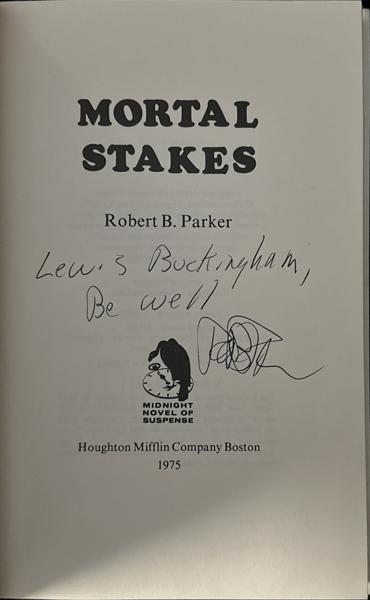 MORTAL
STAKES
Robert B. Parker
Lewis Buckingham,
Be well
MIDNIGHT
NOVEL OF
SUSPENSE
Houghton Mifflin Company Boston
1975